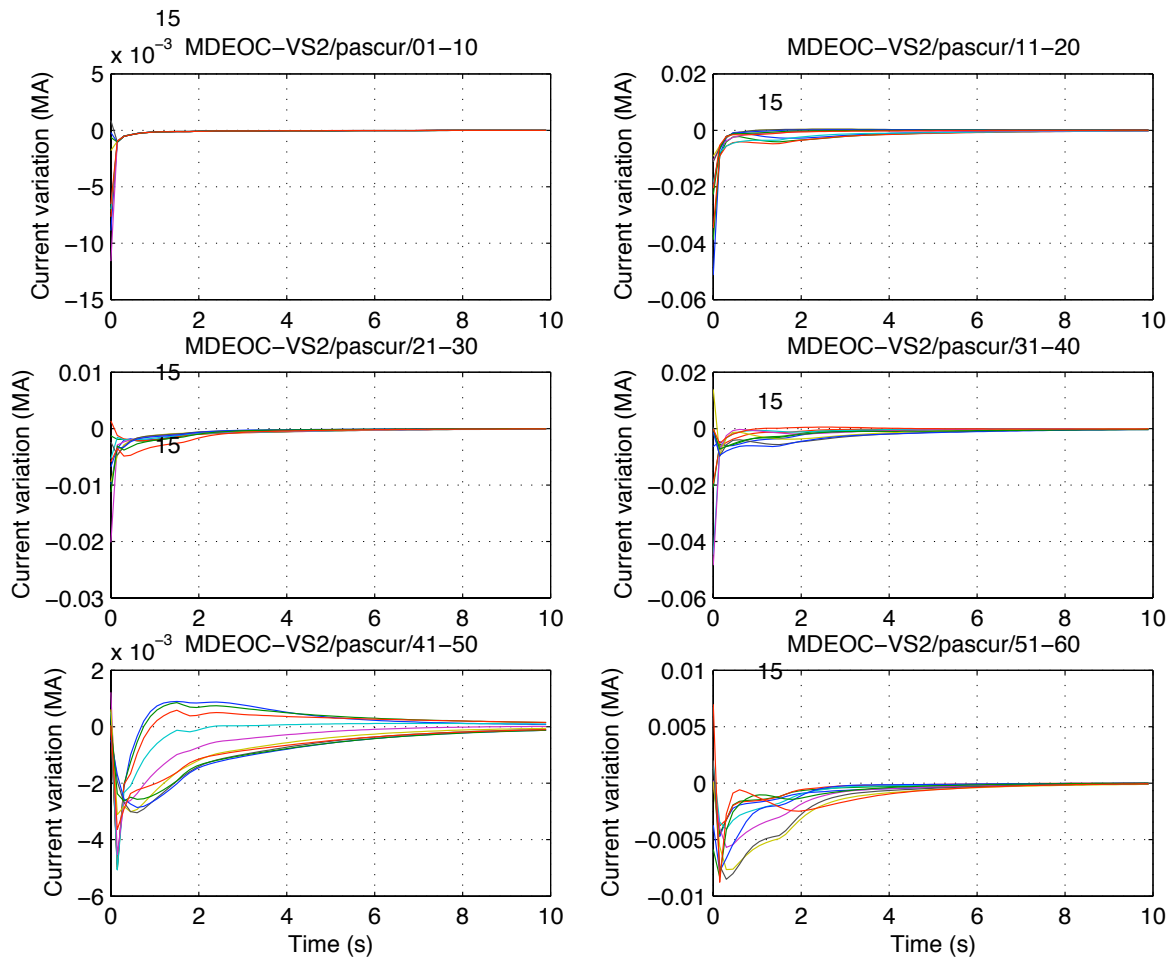 15
x 10⁻³ MDEOC−VS2/pascur/01−10
Current variation (MA)
5
0
−5
−10
−15
0 2 4 6 8 10
MDEOC−VS2/pascur/11−20
Current variation (MA)
15
0.02
0
−0.02
−0.04
−0.06
0 2 4 6 8 10
MDEOC−VS2/pascur/21−30
Current variation (MA)
15
15
0.01
0
−0.01
−0.02
−0.03
0 2 4 6 8 10
MDEOC−VS2/pascur/31−40
Current variation (MA)
15
0.02
0
−0.02
−0.04
−0.06
0 2 4 6 8 10
x 10⁻³ MDEOC−VS2/pascur/41−50
Current variation (MA)
2
0
−2
−4
−6
0 2 4 6 8 10
Time (s)
MDEOC−VS2/pascur/51−60
Current variation (MA)
15
0.01
0.005
0
−0.005
−0.01
0 2 4 6 8 10
Time (s)